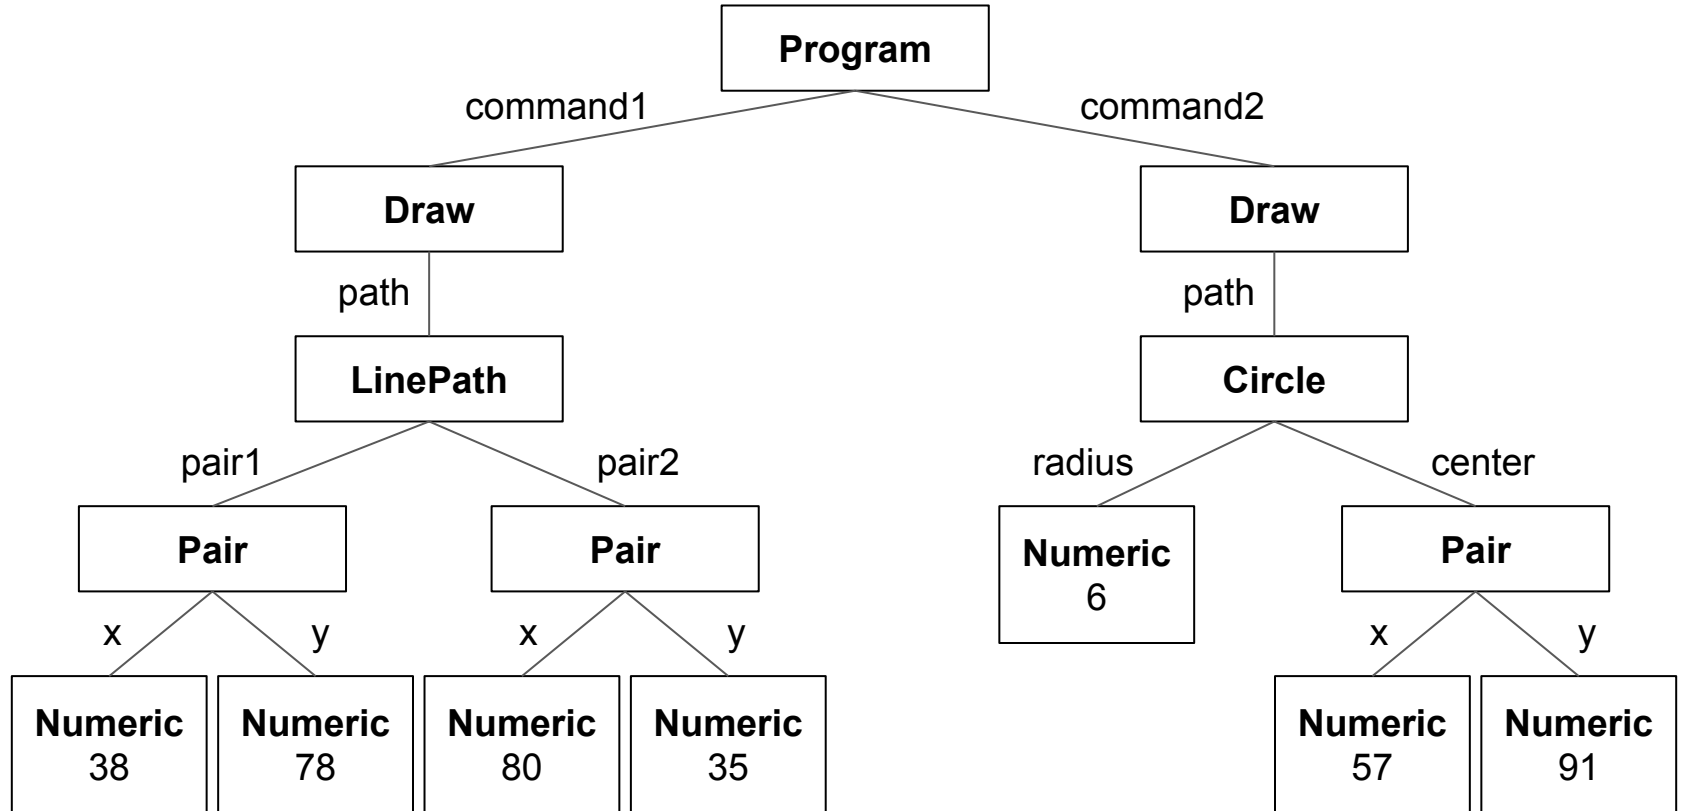 Program
command1
command2
Draw
Draw
path
path
LinePath
Circle
pair1
pair2
radius
center
Pair
Pair
Numeric
6
Pair
x
y
x
y
x
y
Numeric
38
Numeric
78
Numeric
80
Numeric
35
Numeric
57
Numeric
91